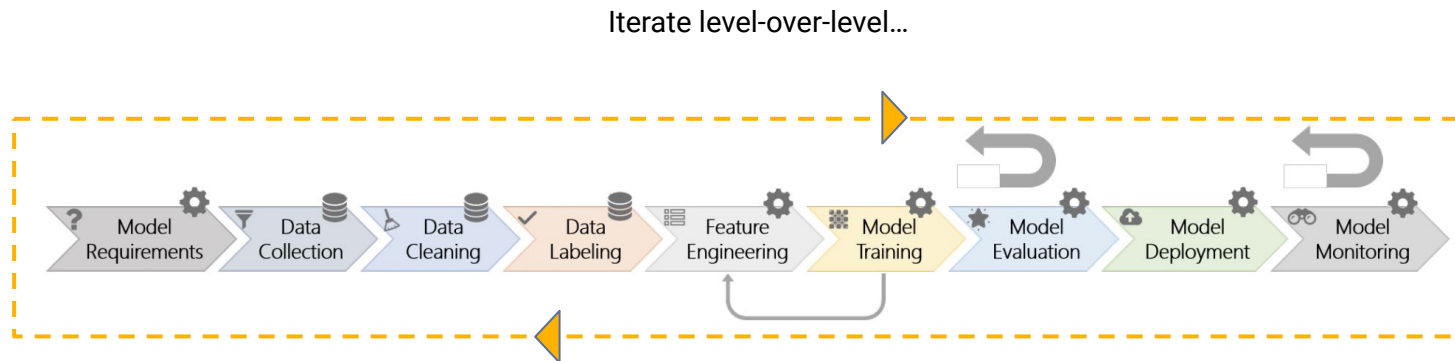 Iterate level-over-level…
Model
Requirements
Data
Collection
Data
Cleaning
Data
Labeling
Feature
Engineering
Model
Training
Model
Evaluation
Model
Deployment
Model
Monitoring